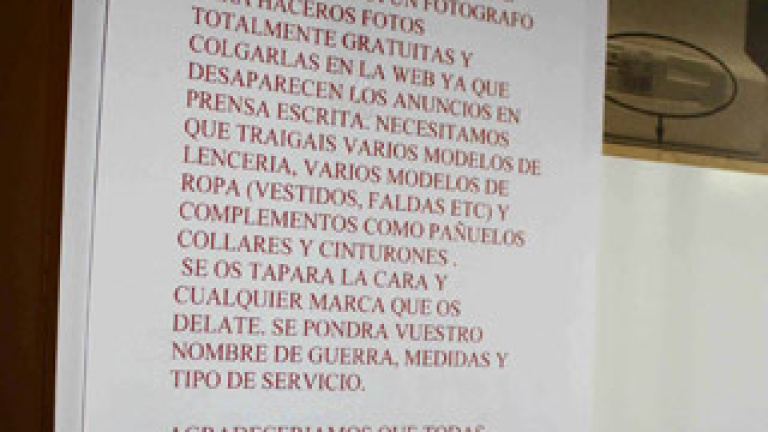 UN FOTOGRAFO
HACEROS FOTOS
TOTALMENTE GRATUITAS Y
COLGARLAS EN LA WEB YA QUE
DESAPARECEN LOS ANUNCIOS EN
PRENSA ESCRITA. NECESITAMOS
QUE TRAIGAIS VARIOS MODELOS DE
LENCERIA, VARIOS MODELOS DE
ROPA (VESTIDOS, FALDAS ETC) Y
COMPLEMENTOS COMO PAÑUELOS
COLLARES Y CINTURONES .
SE OS TAPARA LA CARA Y
CUALQUIER MARCA QUE OS
DELATE. SE PONDRA VUESTRO
NOMBRE DE GUERRA, MEDIDAS Y
TIPO DE SERVICIO.
AGRADECERIAMOS QUE TODAS